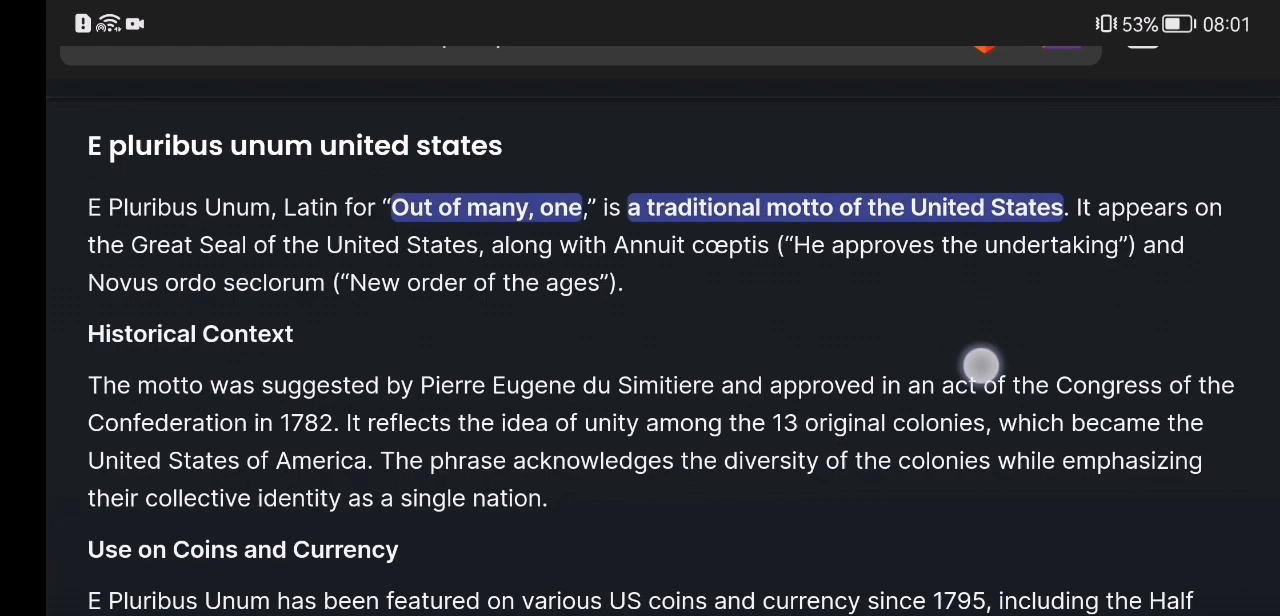 53% 08:01
E pluribus unum united states
E Pluribus Unum, Latin for “Out of many, one,” is a traditional motto of the United States. It appears on
the Great Seal of the United States, along with Annuit cœptis (“He approves the undertaking”) and
Novus ordo seclorum (“New order of the ages”).
Historical Context
The motto was suggested by Pierre Eugene du Simitiere and approved in an act of the Congress of the
Confederation in 1782. It reflects the idea of unity among the 13 original colonies, which became the
United States of America. The phrase acknowledges the diversity of the colonies while emphasizing
their collective identity as a single nation.
Use on Coins and Currency
E Pluribus Unum has been featured on various US coins and currency since 1795, including the Half